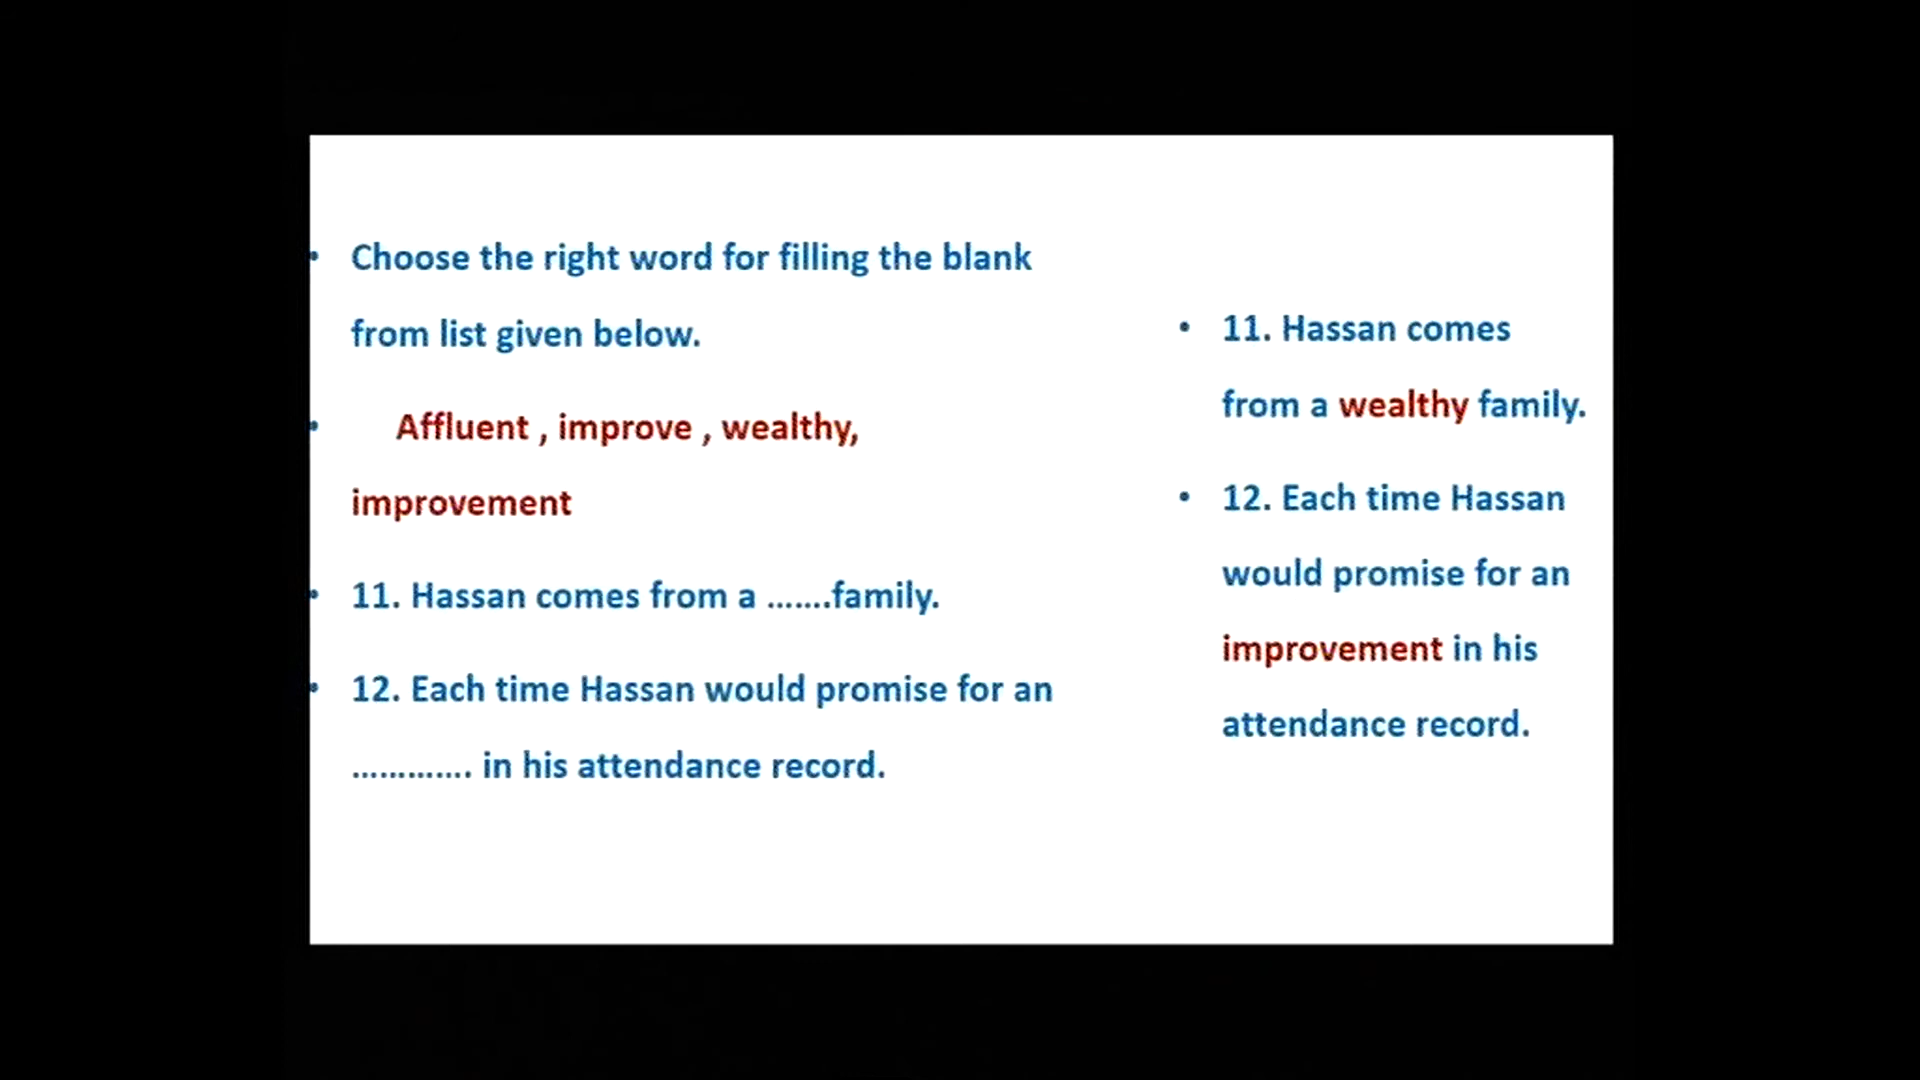 • Choose the right word for filling the blank
from list given below.
• Affluent , improve , wealthy,
improvement
• 11. Hassan comes from a .......family.
• 12. Each time Hassan would promise for an
............. in his attendance record.
• 11. Hassan comes
from a wealthy family.
• 12. Each time Hassan
would promise for an
improvement in his
attendance record.